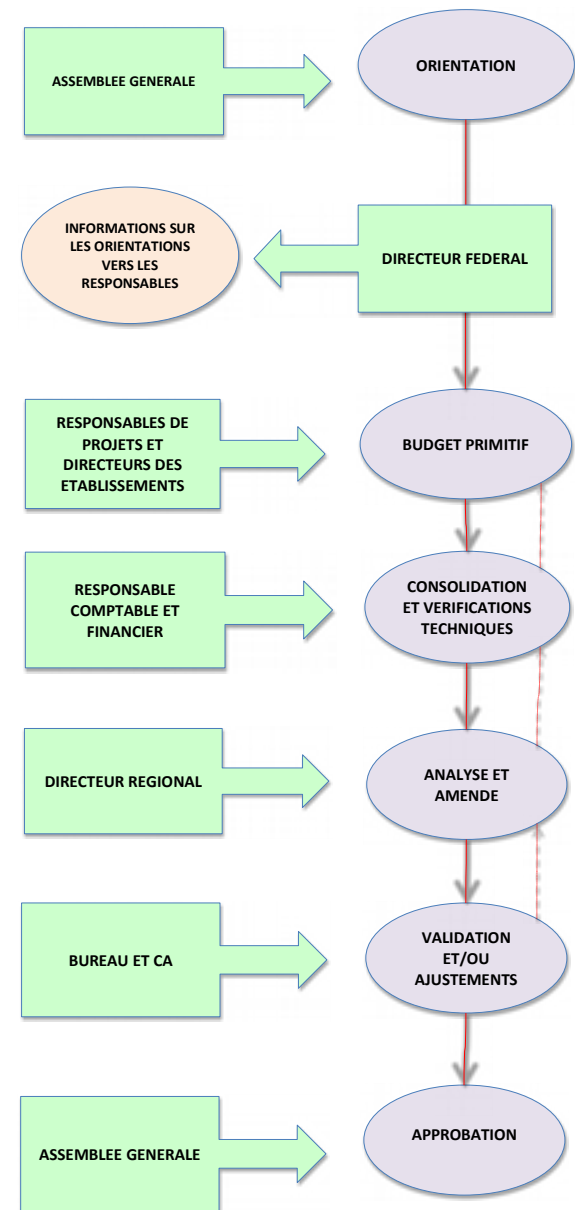 ASSEMBLEE GENERALE
ORIENTATION
INFORMATIONS SUR
LES ORIENTATIONS
VERS LES
RESPONSABLES
DIRECTEUR FEDERAL
RESPONSABLES DE
PROJETS ET
DIRECTEURS DES
ETABLISSEMENTS
BUDGET PRIMITIF
RESPONSABLE
COMPTABLE ET
FINANCIER
CONSOLIDATION
ET VERIFICATIONS
TECHNIQUES
DIRECTEUR REGIONAL
ANALYSE ET
AMENDE
BUREAU ET CA
VALIDATION
ET/OU
AJUSTEMENTS
ASSEMBLEE GENERALE
APPROBATION